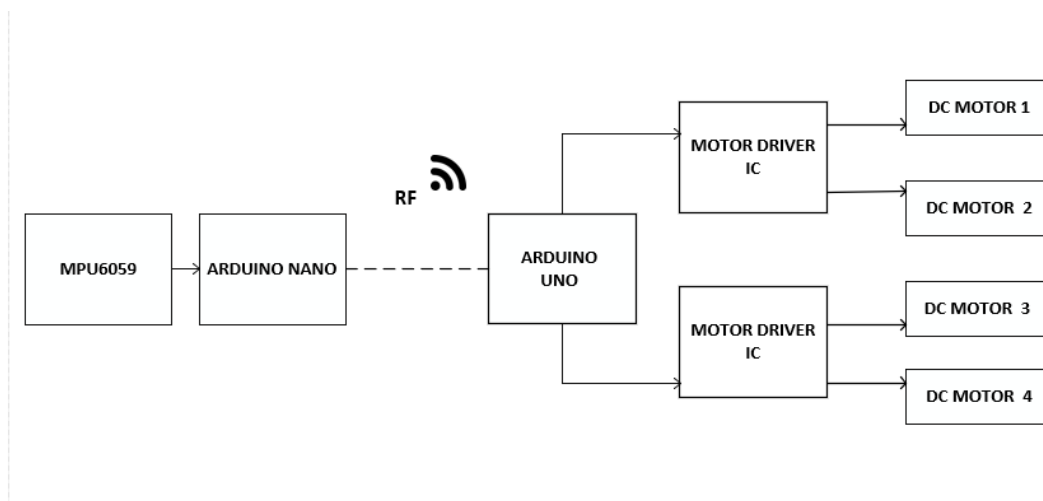 MPU6059
ARDUINO NANO
RF
ARDUINO
UNO
MOTOR DRIVER
IC
DC MOTOR 1
DC MOTOR 2
MOTOR DRIVER
IC
DC MOTOR 3
DC MOTOR 4